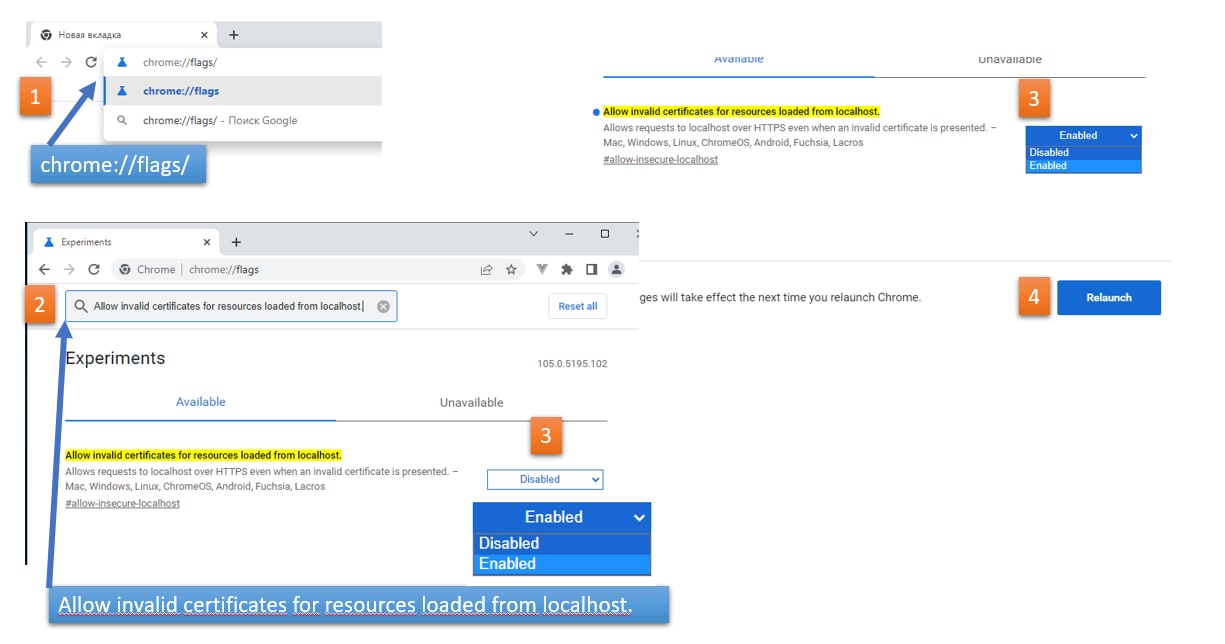 Новая вкладка
chrome://flags/
chrome://flags
1
chrome://flags/ - Поиск Google
chrome://flags/
Available
Unavailable
3
Allow invalid certificates for resources loaded from localhost.
Enabled
Allows requests to localhost over HTTPS even when an invalid certificate is presented. –
Disabled
Mac, Windows, Linux, ChromeOS, Android, Fuchsia, Lacros
Enabled
#allow-insecure-localhost
Experiments
Chrome | chrome://flags
2
Allow invalid certificates for resources loaded from localhost.
Reset all
ges will take effect the next time you relaunch Chrome.
4
Relaunch
Experiments
105.0.5195.102
Available
Unavailable
3
Allow invalid certificates for resources loaded from localhost.
Allows requests to localhost over HTTPS even when an invalid certificate is presented. –
Disabled
Mac, Windows, Linux, ChromeOS, Android, Fuchsia, Lacros
#allow-insecure-localhost
Enabled
Disabled
Enabled
Allow invalid certificates for resources loaded from localhost.